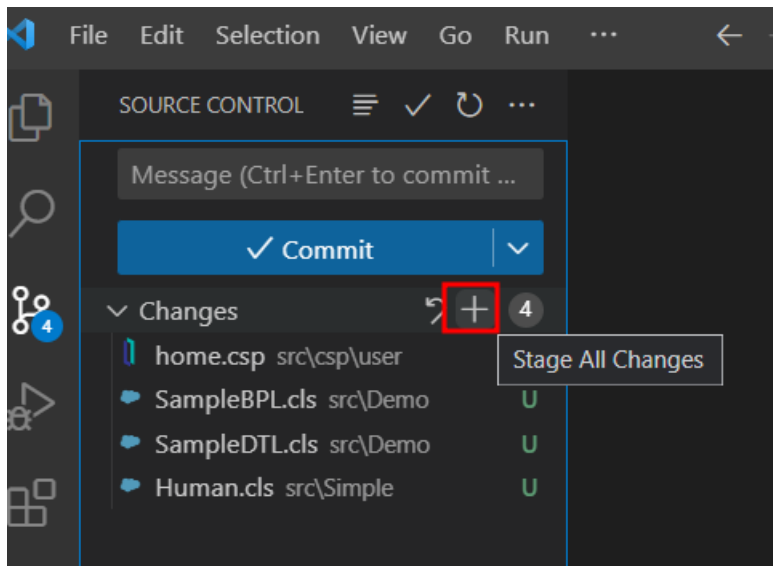 File Edit Selection View Go Run ...
SOURCE CONTROL
Message (Ctrl+Enter to commit ...
Commit
Changes 4
4
home.csp src\csp\user
Stage All Changes
SampleBPL.cls src\Demo U
SampleDTL.cls src\Demo U
Human.cls src\Simple U